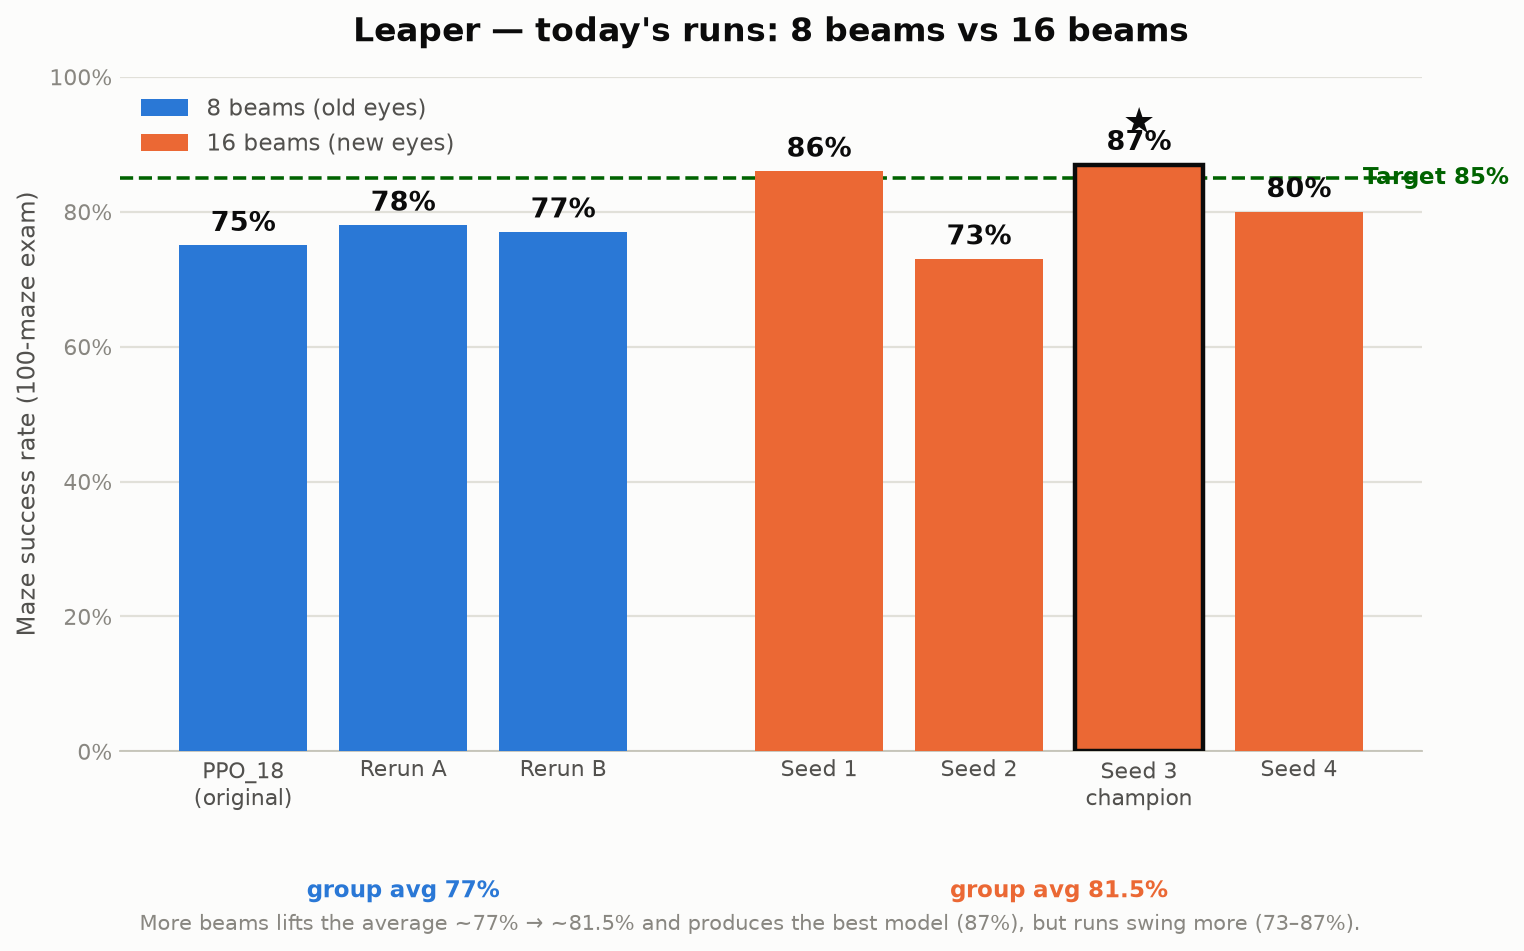 Leaper — today's runs: 8 beams vs 16 beams
100%
80%
60%
40%
20%
0%
Maze success rate (100-maze exam)
8 beams (old eyes)
16 beams (new eyes)
75%
78%
77%
86%
73%
87%
80%
Target 85%
PPO_18
(original)
Rerun A
Rerun B
Seed 1
Seed 2
Seed 3
champion
Seed 4
group avg 77%
group avg 81.5%
More beams lifts the average ~77% → ~81.5% and produces the best model (87%), but runs swing more (73–87%).